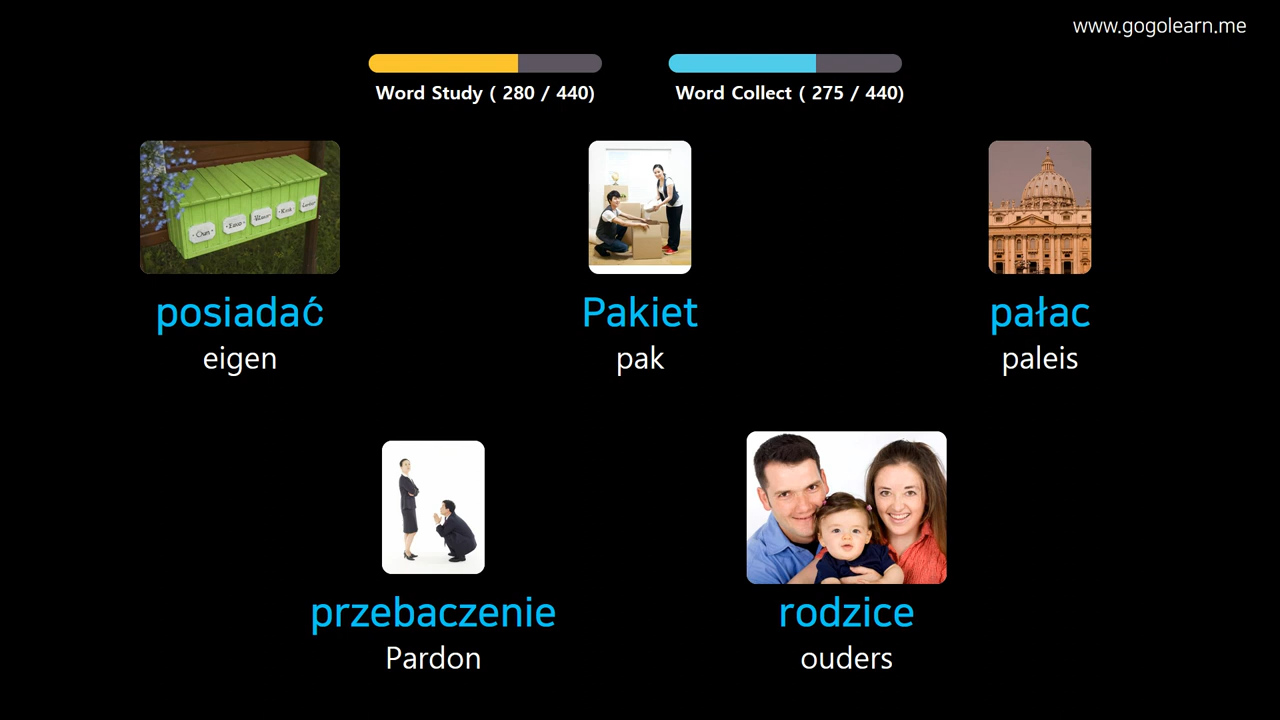 www.gogolearn.me
Word Study ( 280 / 440)
Word Collect ( 275 / 440)
posiadać
eigen
Pakiet
pak
pałac
paleis
przebaczenie
Pardon
rodzice
ouders